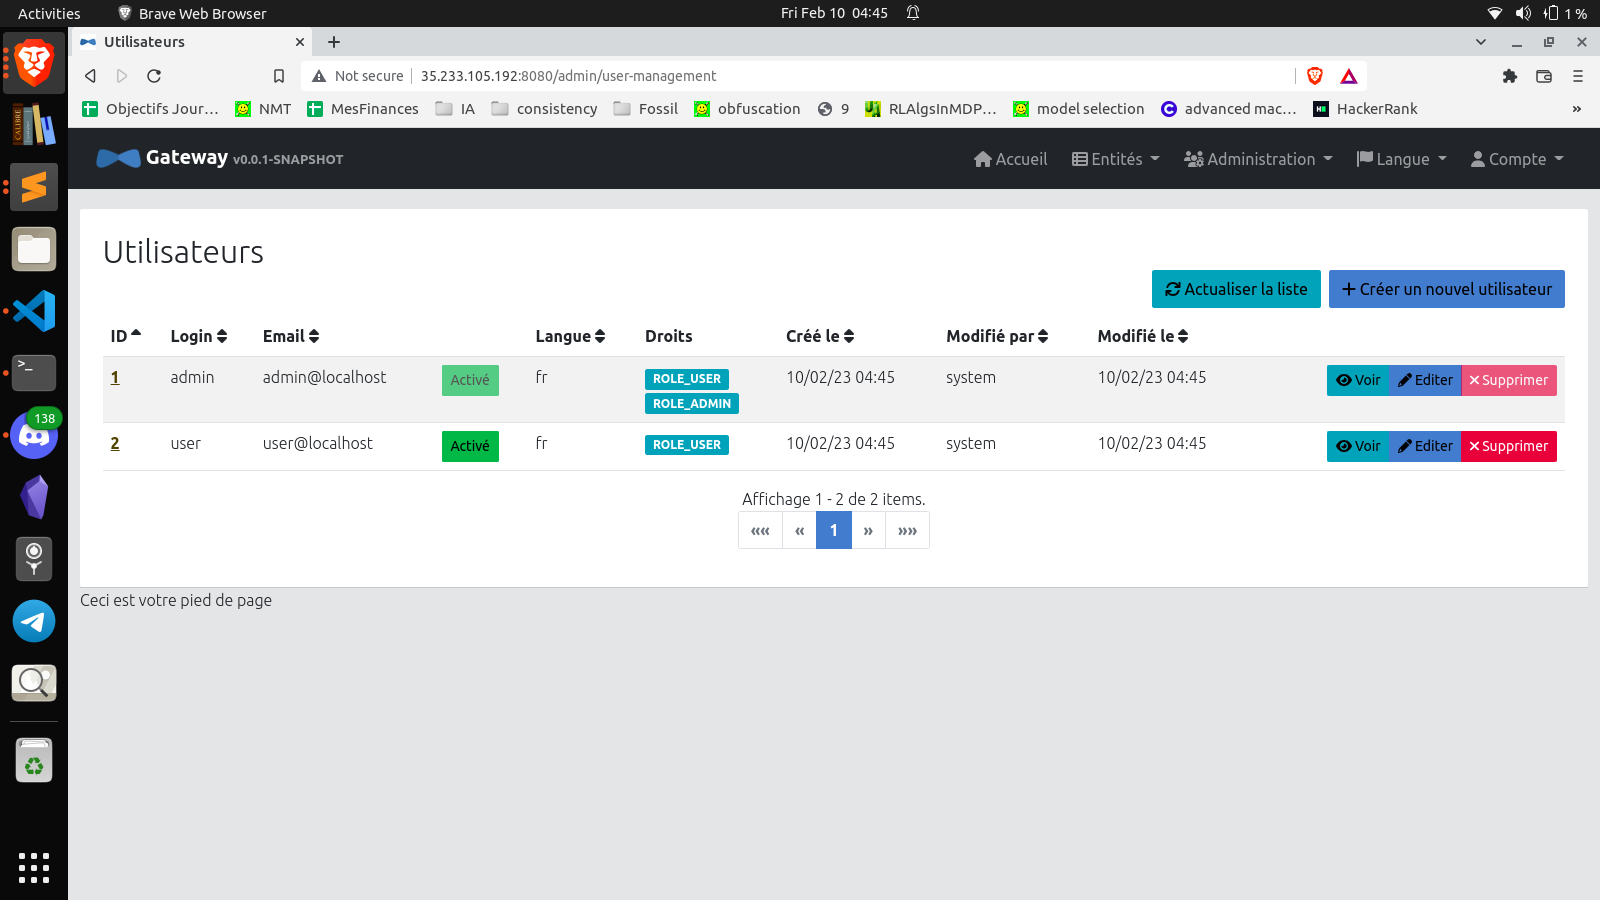 Activities Brave Web Browser Fri Feb 10 04:45 1 %
Utilisateurs
Not secure 35.233.105.192:8080/admin/user-management
Objectifs Jour… NMT MesFinances IA consistency Fossil obfuscation 9 RLAlgsInMDP… model selection advanced mac… HackerRank »
Gateway v0.0.1-SNAPSHOT Accueil Entités Administration Langue Compte
Utilisateurs
Actualiser la liste Créer un nouvel utilisateur
ID Login Email Langue Droits Créé le Modifié par Modifié le
1 admin admin@localhost Activé fr ROLE_USER 10/02/23 04:45 system 10/02/23 04:45 Voir Editer Supprimer
ROLE_ADMIN
2 user user@localhost Activé fr ROLE_USER 10/02/23 04:45 system 10/02/23 04:45 Voir Editer Supprimer
Affichage 1 - 2 de 2 items.
«« « 1 » »»
Ceci est votre pied de page
CALIBRE
>_
138